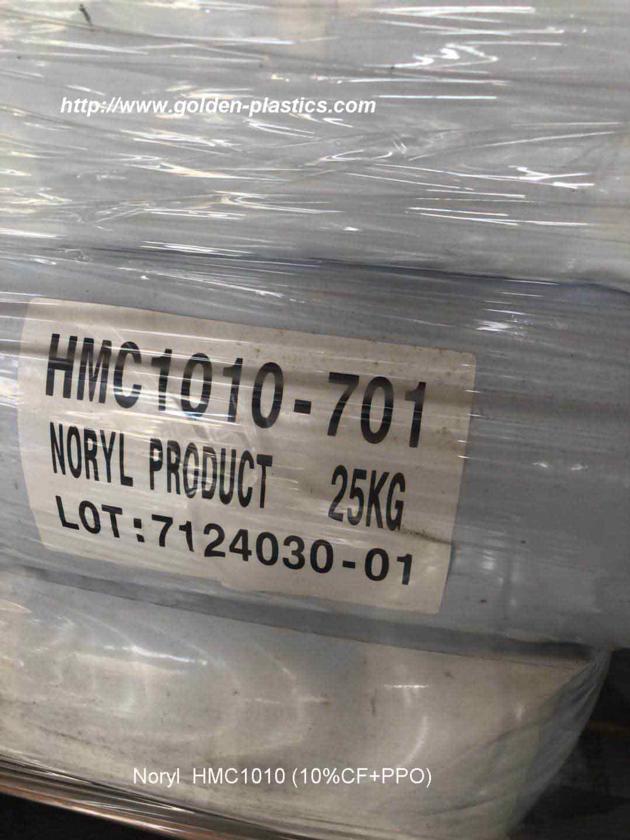 http://www.golden-plastics.com
HMC1010-701
NORYL PRODUCT 25KG
LOT:7124030-01
Noryl HMC1010 (10%CF+PPO)